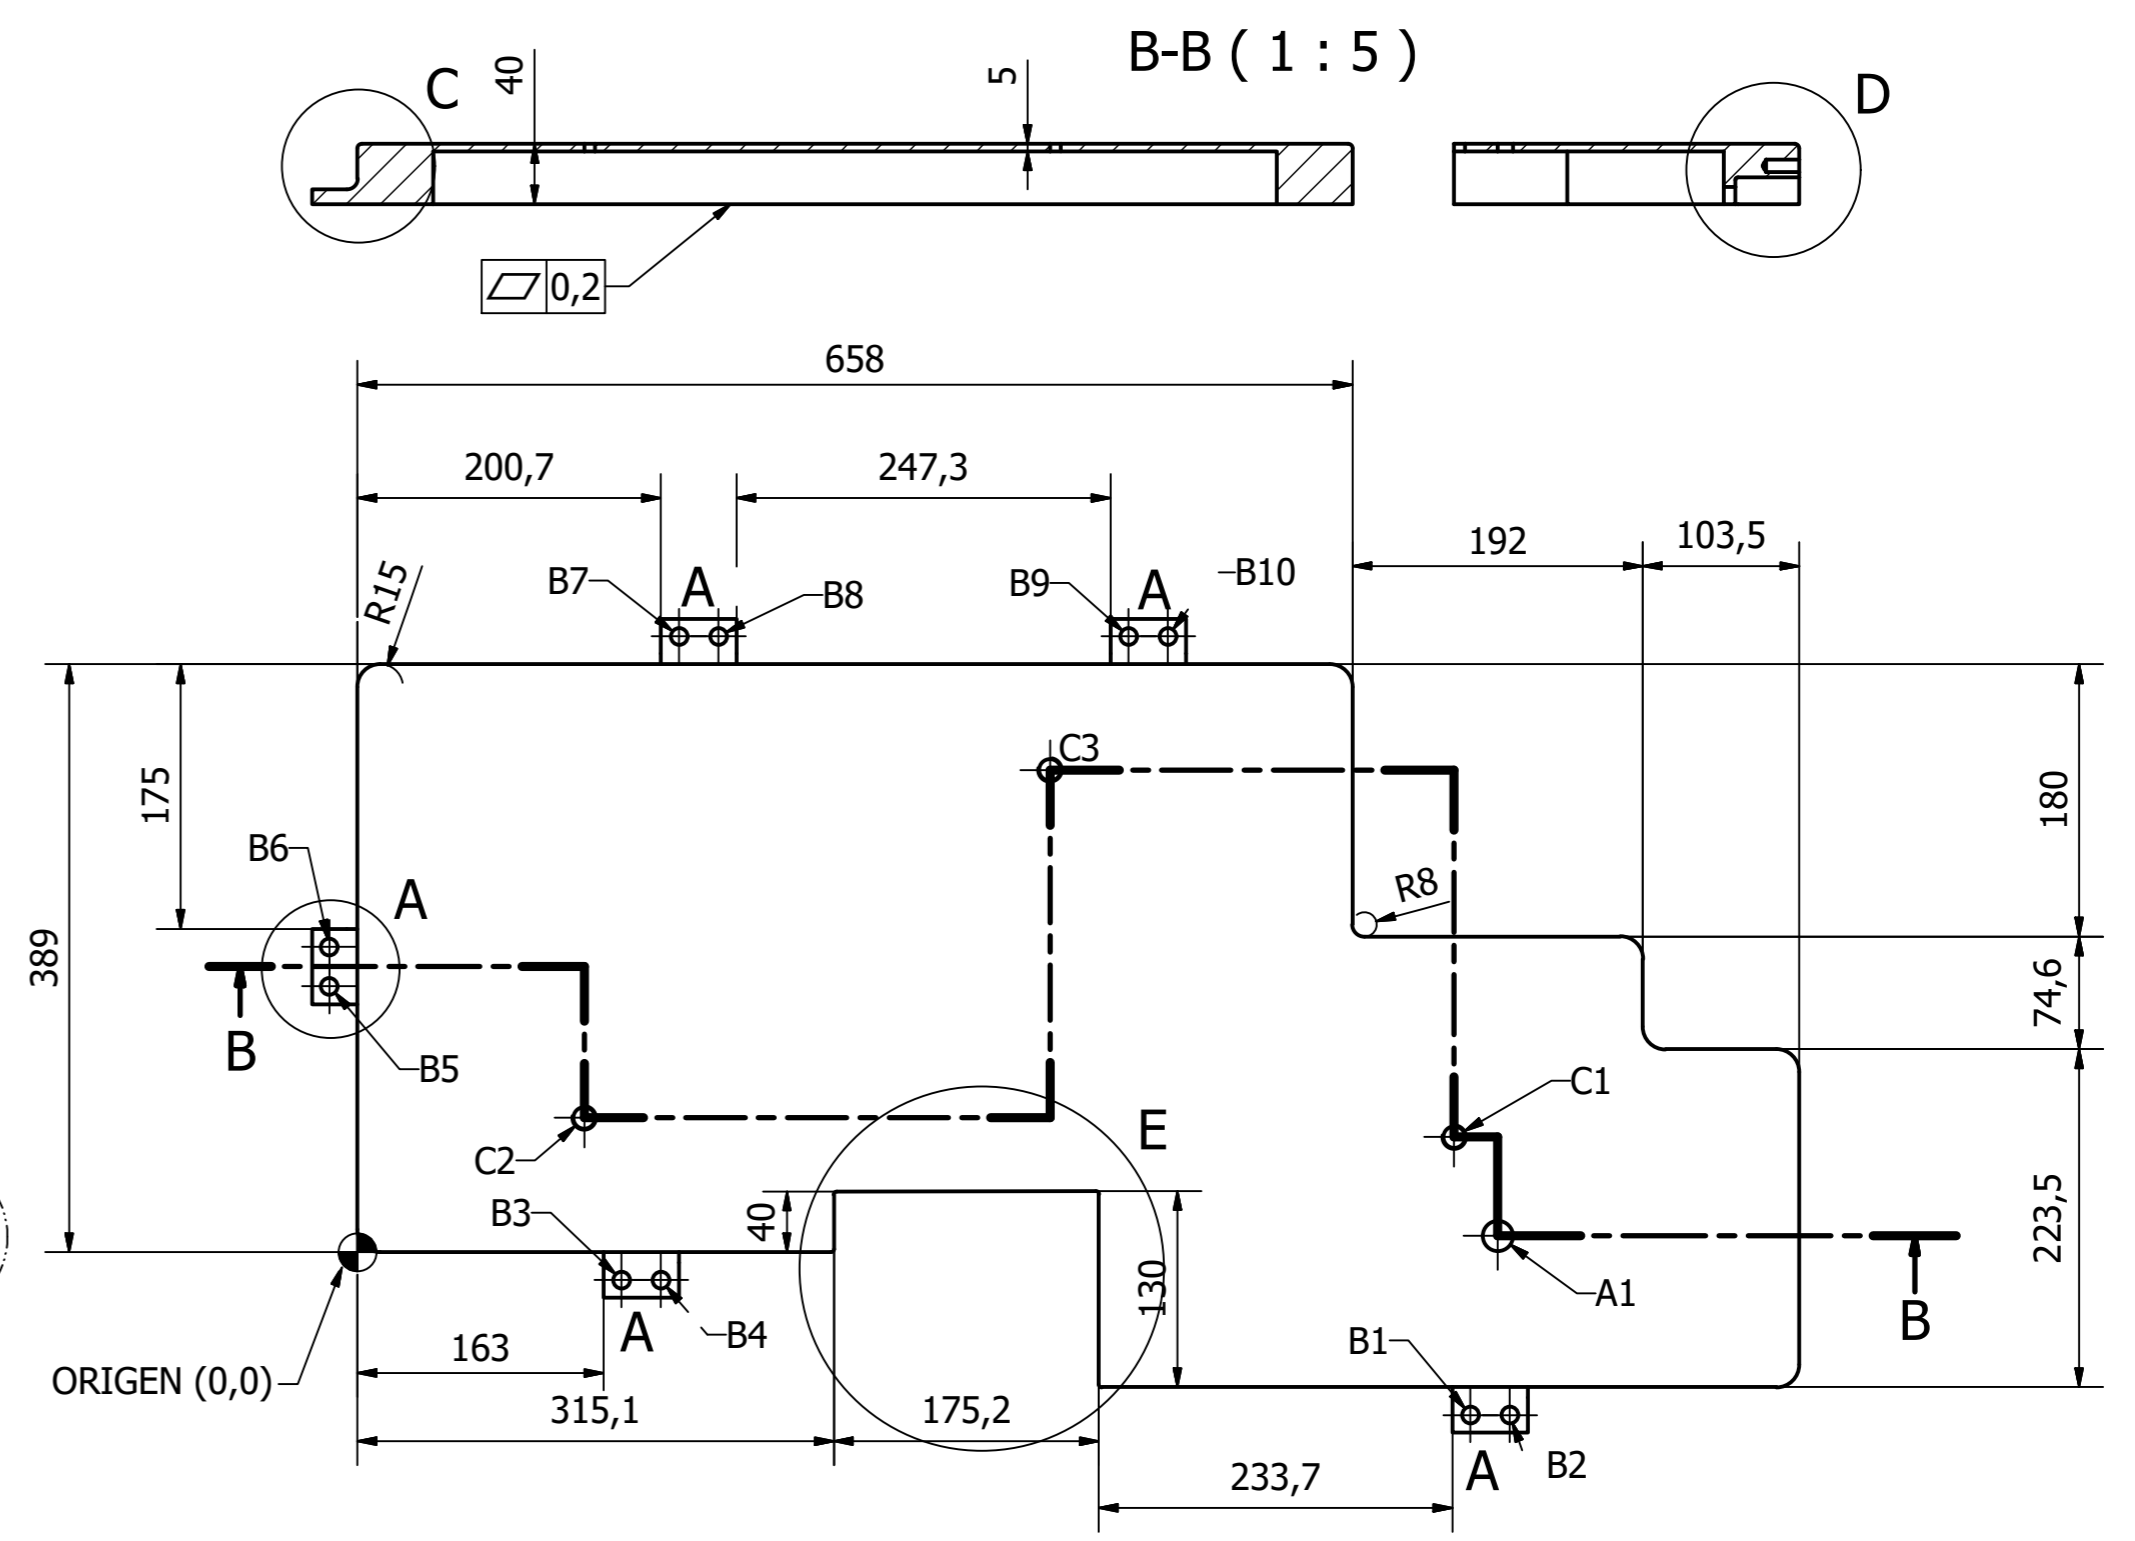 B-B ( 1 : 5 )
C
40
5
D
0,2
658
200,7
247,3
192
103,5
R15
B7
A
B8
B9
A
B10
C3
175
180
B6
A
R8
389
74,6
B
B5
C1
E
C2
B3
40
223,5
130
A1
B
163
A
B4
B1
ORIGEN (0,0)
315,1
175,2
233,7
A
B2